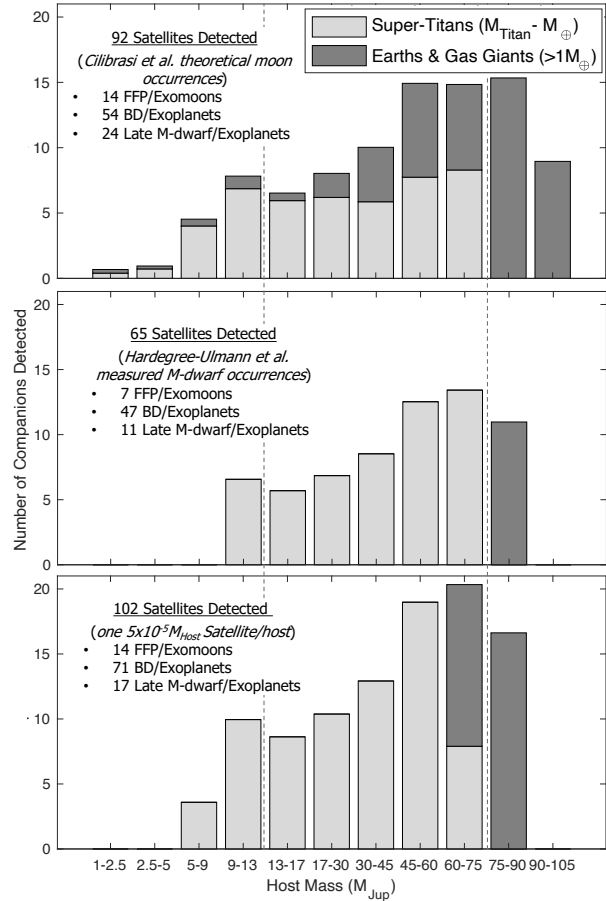 Super-Titans (M_Titan - M_⊕)
Earths & Gas Giants (>1M_⊕)
92 Satellites Detected
(Cilibrasi et al. theoretical moon
occurrences)
• 14 FFP/Exomoons
• 54 BD/Exoplanets
• 24 Late M-dwarf/Exoplanets
20
15
10
5
0
65 Satellites Detected
(Hardegree-Ulmann et al.
measured M-dwarf occurrences)
• 7 FFP/Exomoons
• 47 BD/Exoplanets
• 11 Late M-dwarf/Exoplanets
20
15
10
5
0
Number of Companions Detected
102 Satellites Detected
(one 5x10⁻⁵M_Host Satellite/host)
• 14 FFP/Exomoons
• 71 BD/Exoplanets
• 17 Late M-dwarf/Exoplanets
20
15
10
5
0
1-2.5 2.5-5 5-9 9-13 13-17 17-30 30-45 45-60 60-75 75-90 90-105
Host Mass (M_Jup)